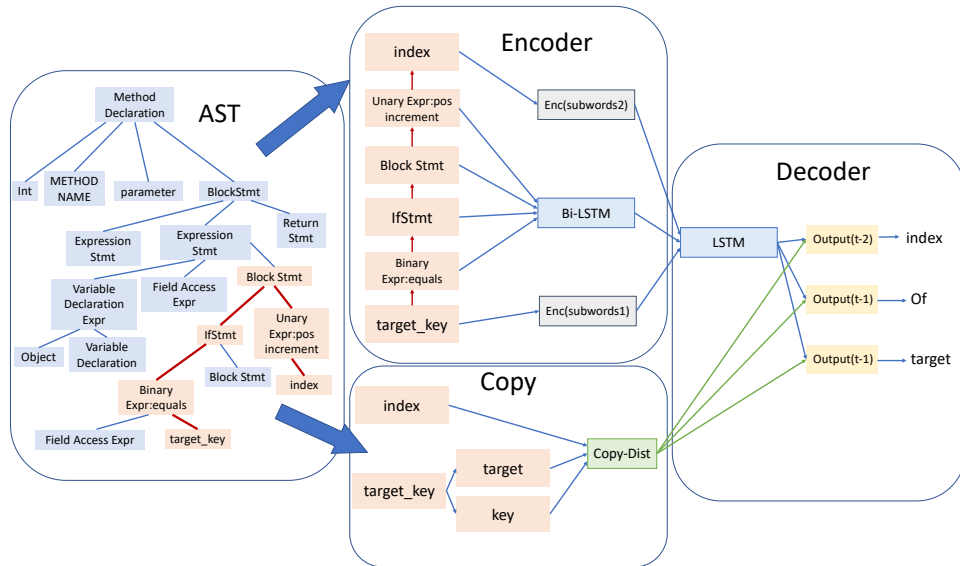 AST
Method
Declaration
Int
METHOD
NAME
parameter
BlockStmt
Expression
Stmt
Expression
Stmt
Return
Stmt
Variable
Declaration
Expr
Field Access
Expr
Block Stmt
Object
Variable
Declaration
IfStmt
Unary
Expr:pos
increment
Binary
Expr:equals
Block Stmt
index
Field Access Expr
target_key
Encoder
index
Unary Expr:pos
increment
Block Stmt
IfStmt
Binary
Expr:equals
target_key
Enc(subwords2)
Bi-LSTM
Enc(subwords1)
Copy
index
target_key
target
key
Copy-Dist
Decoder
LSTM
Output(t-2)
index
Output(t-1)
Of
Output(t-1)
target